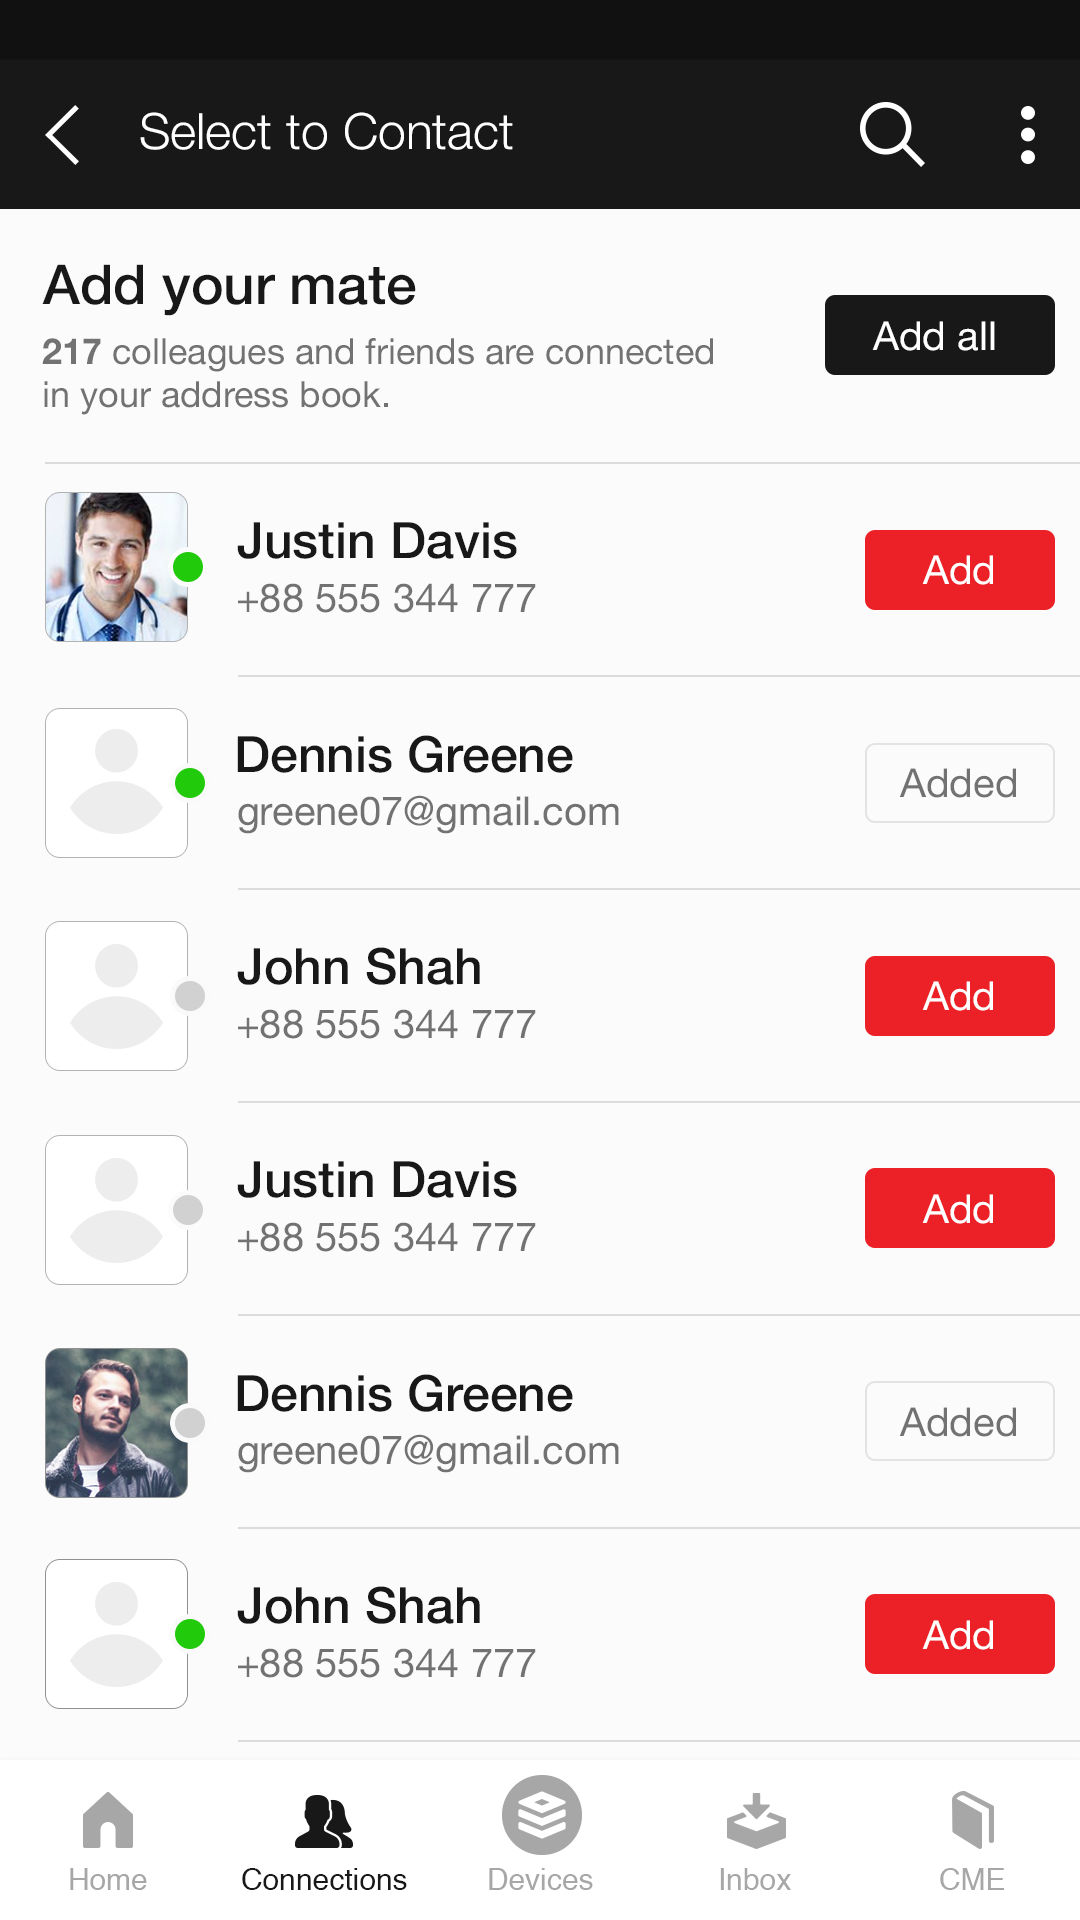 Select to Contact
Add your mate
217 colleagues and friends are connected
in your address book.
Add all
Justin Davis
+88 555 344 777
Add
Dennis Greene
greene07@gmail.com
Added
John Shah
+88 555 344 777
Add
Justin Davis
+88 555 344 777
Add
Dennis Greene
greene07@gmail.com
Added
John Shah
+88 555 344 777
Add
Home
Connections
Devices
Inbox
CME